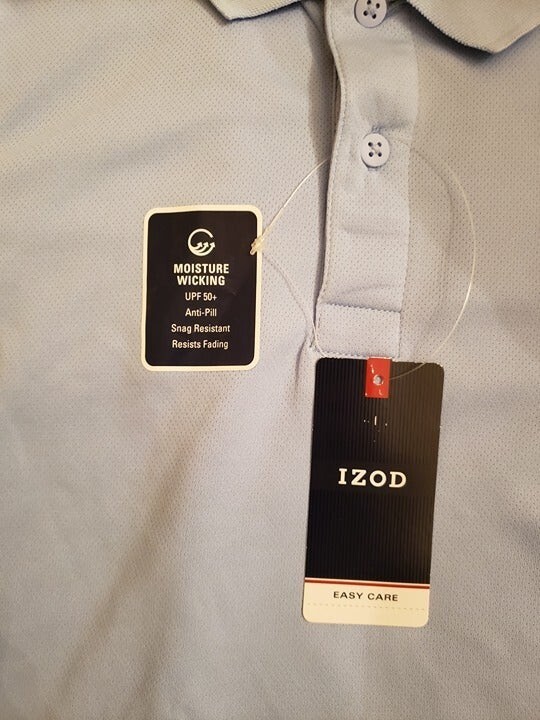 MOISTURE
WICKING
UPF 50+
Anti-Pill
Snag Resistant
Resists Fading
IZOD
EASY CARE